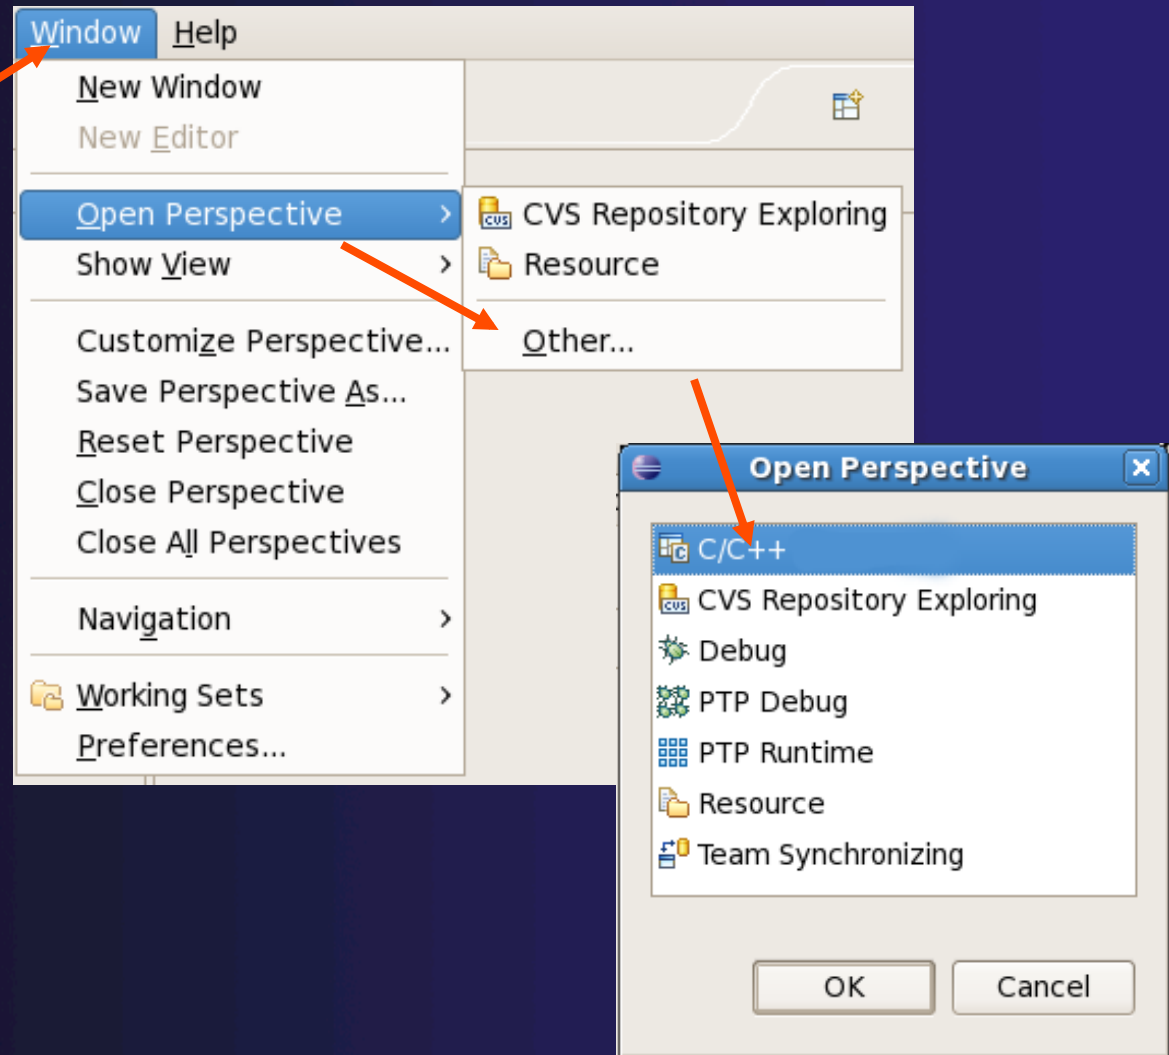 Window Help
New Window
New Editor
Open Perspective
Show View
Customize Perspective...
Save Perspective As...
Reset Perspective
Close Perspective
Close All Perspectives
Navigation
Working Sets
Preferences...
CVS Repository Exploring
Resource
Other...
Open Perspective
C/C++
CVS Repository Exploring
Debug
PTP Debug
PTP Runtime
Resource
Team Synchronizing
OK Cancel